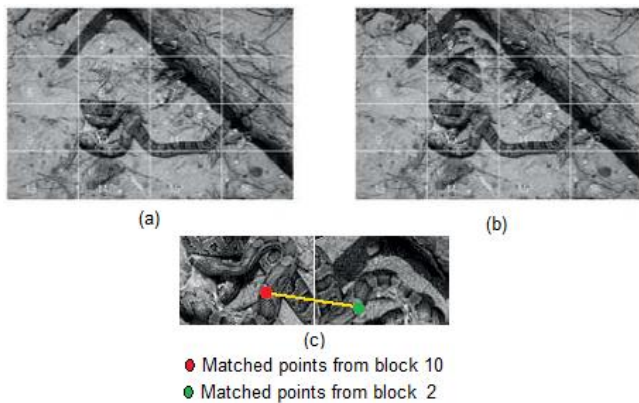 (a)
(b)
(c)
Matched points from block 10
Matched points from block 2